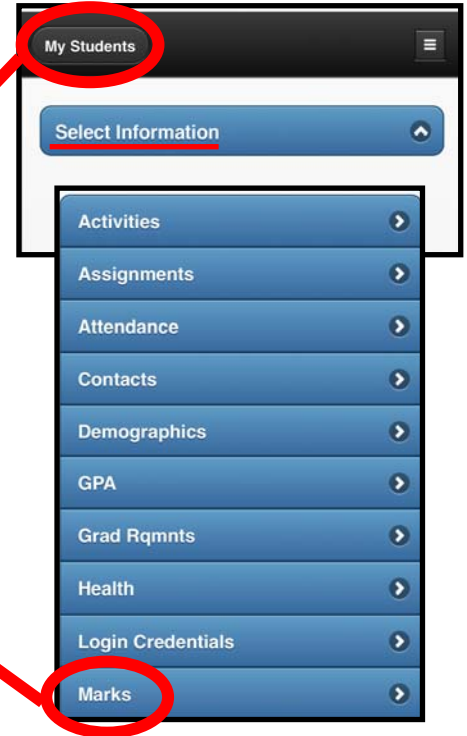 My Students
Select Information
Activities
Assignments
Attendance
Contacts
Demographics
GPA
Grad Rqmnts
Health
Login Credentials
Marks